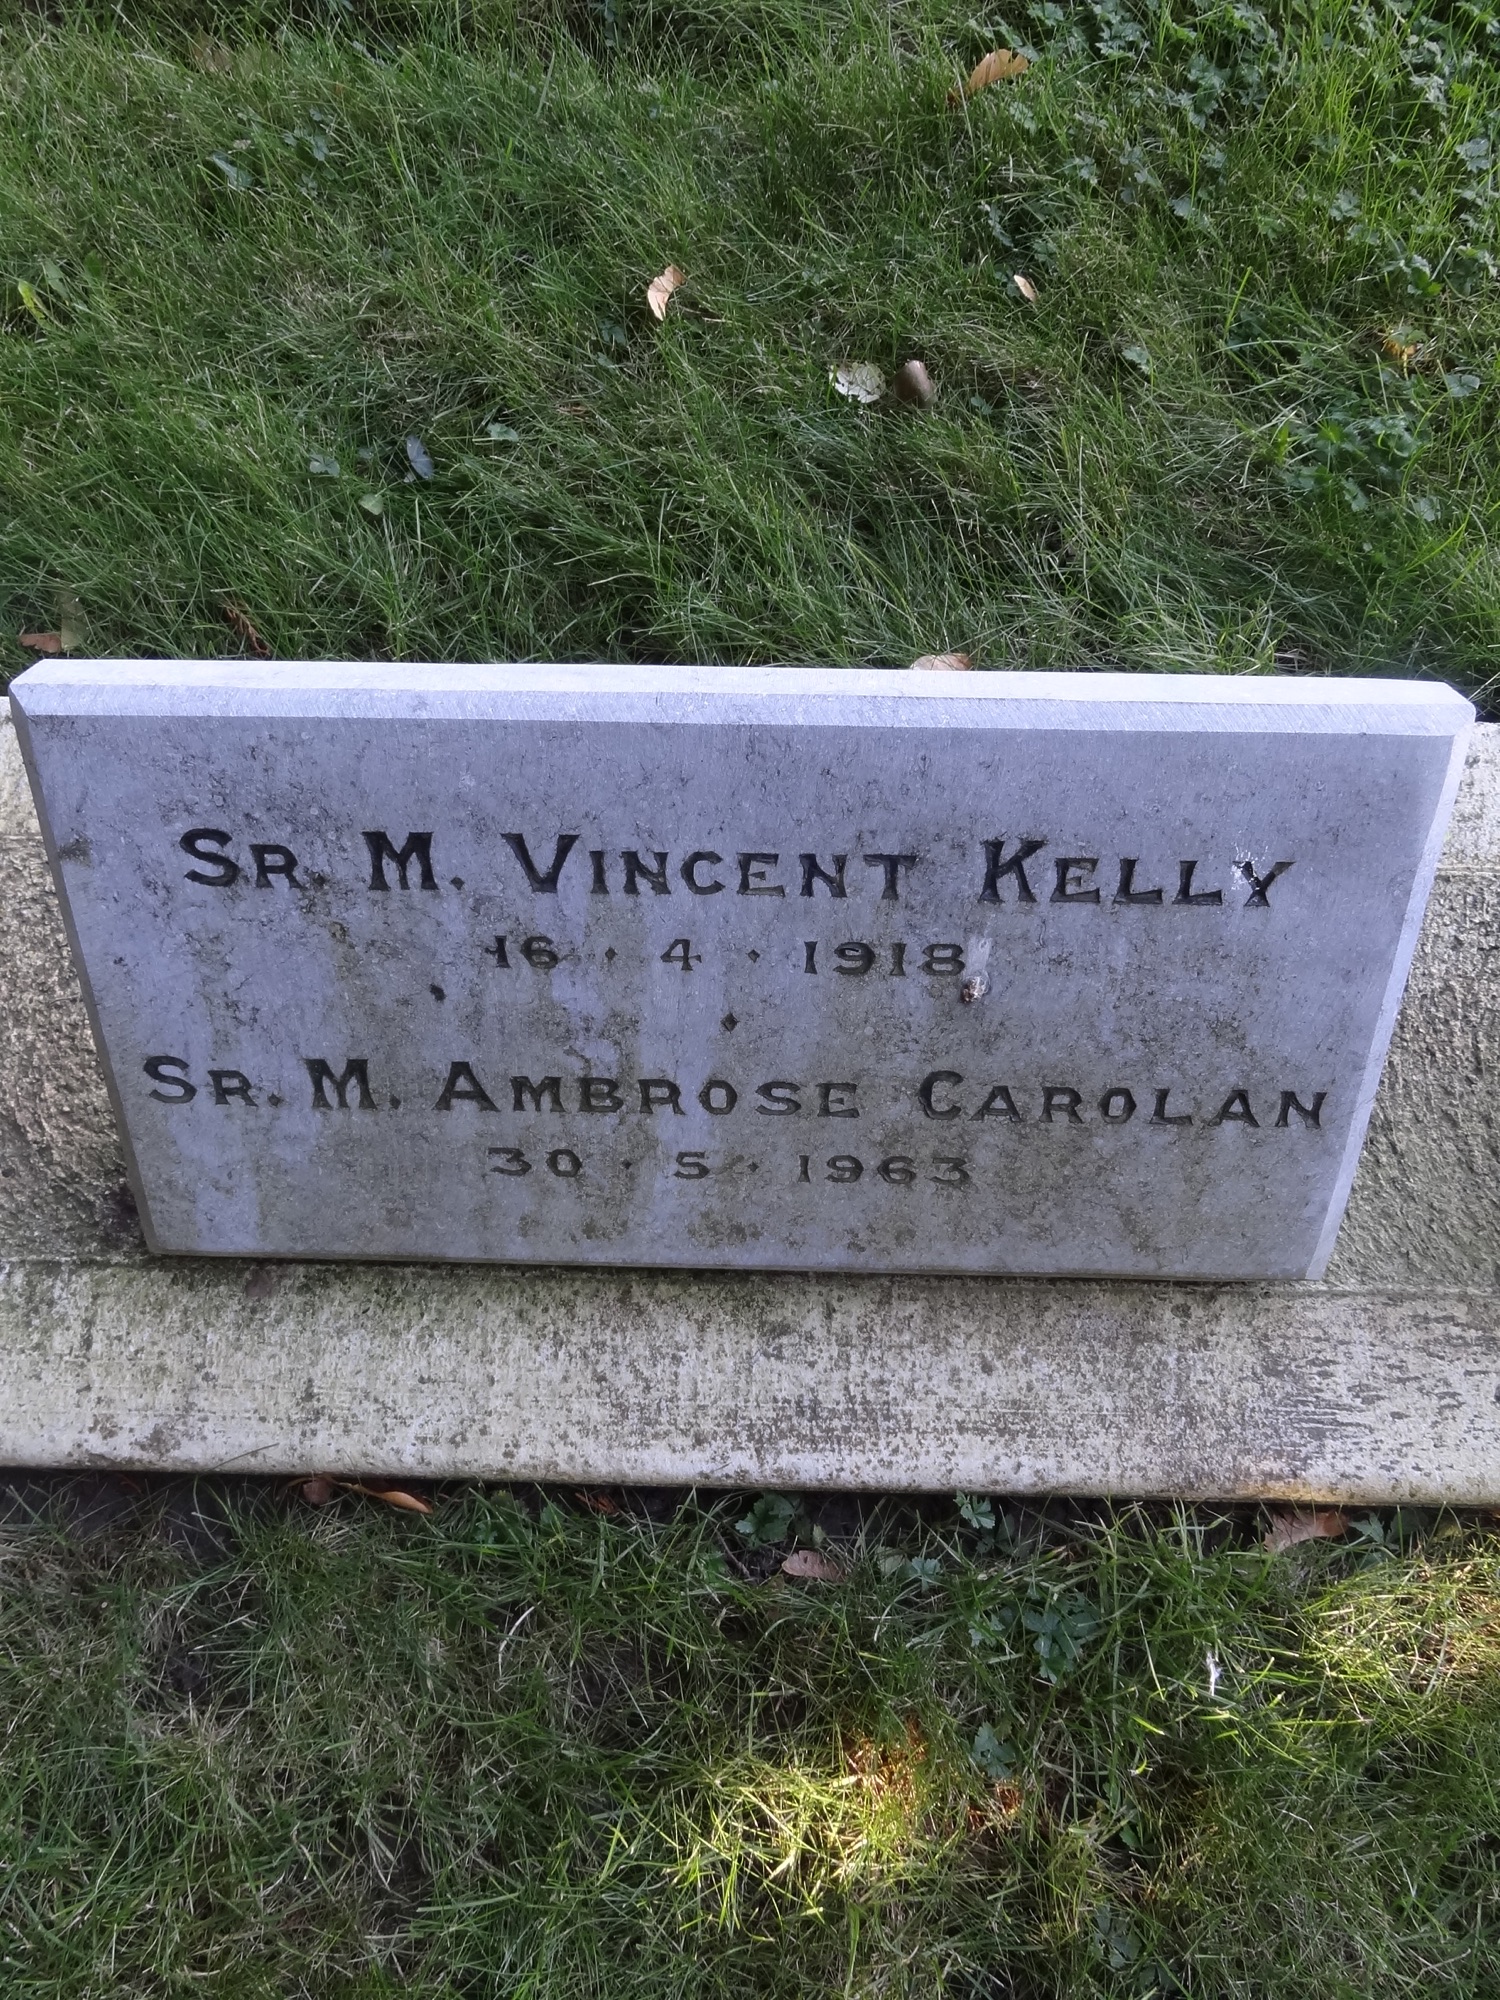 Sr. M. Vincent Kelly
16 · 4 · 1918
Sr. M. Ambrose Carolan
30 · 5 · 1963